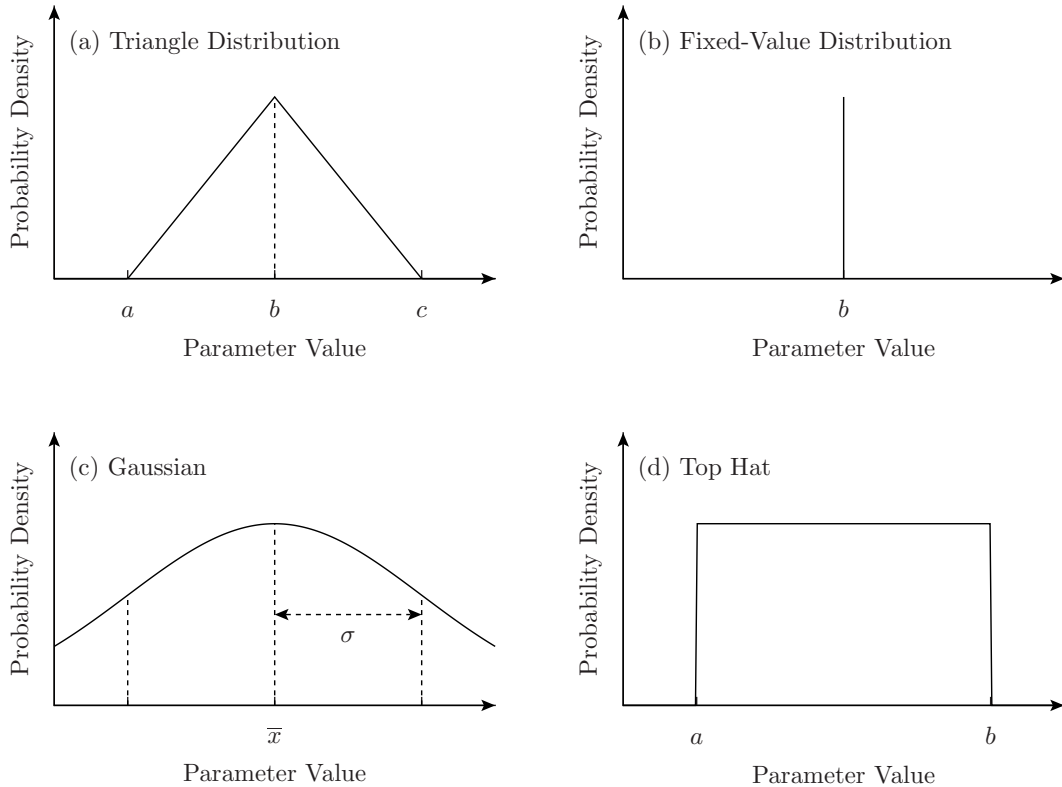 (a) Triangle Distribution
Probability Density
a b c
Parameter Value
(b) Fixed-Value Distribution
Probability Density
b
Parameter Value
(c) Gaussian
Probability Density
σ
x̅
Parameter Value
(d) Top Hat
Probability Density
a b
Parameter Value